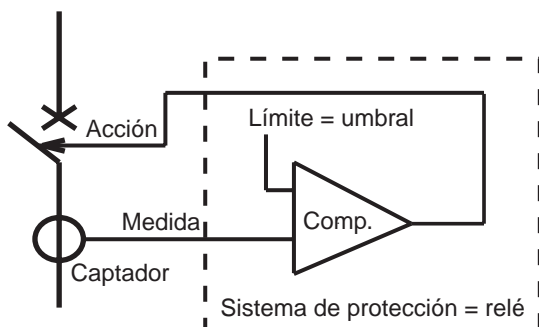 Acción
Límite = umbral
Medida
Comp.
Captador
Sistema de protección = relé